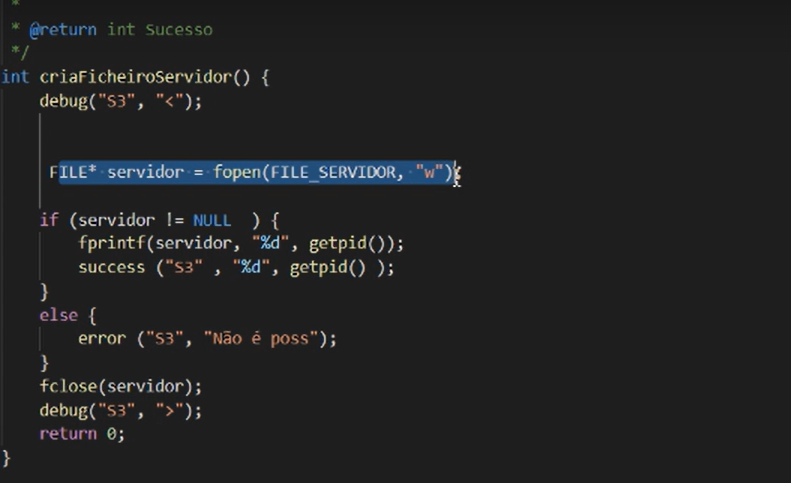 *
* @return int Sucesso
*/
int criaFicheiroServidor() {
debug("S3", "<");
FILE* servidor = fopen(FILE_SERVIDOR, "w");
if (servidor != NULL  ) {
fprintf(servidor, "%d", getpid());
success ("S3" , "%d", getpid() );
}
else {
error ("S3", "Não é poss");
}
fclose(servidor);
debug("S3", ">");
return 0;
}